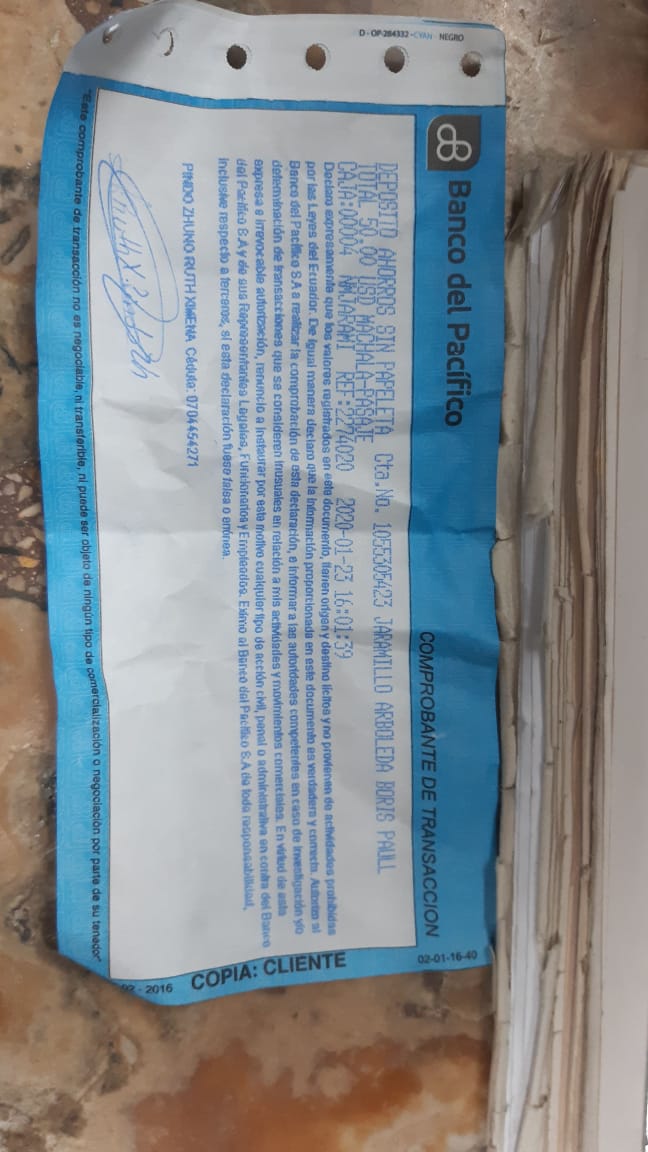 D - OP-284332 - CYAN - NEGRO
Banco del Pacífico
COMPROBANTE DE TRANSACCION
02-01-16-40
DEPOSITO AHORROS SIN PAPELETA Cta.No. 1055305423 JARAMILLO ARBOLEDA BORIS PAULL
TOTAL 50.00 USD MACHALA-PASAJE
CAJA:00004 REF:2274020 2020-01-23 16:01:39
Declaro expresamente que los valores registrados en este documento, tienen origen y destino lícitos y no provienen de actividades prohibidas
por las Leyes del Ecuador. De igual manera declaro que la información proporcionada en este documento es verdadera y correcta. Autorizo al
Banco del Pacífico S.A a realizar la comprobación de esta declaración, e informar a las autoridades competentes en caso de investigación y/o
determinación de transacciones que se consideren inusuales en relación a mis actividades y movimientos comerciales. En virtud de esta
expresa e irrevocable autorización, renuncio a instaurar por este motivo cualquier tipo de acción civil, penal o administrativa en contra del Banco
del Pacífico S.A y de sus Representantes Legales, Funcionarios y Empleados. Eximo al Banco del Pacífico S.A de toda responsabilidad,
inclusive respecto a terceros, si esta declaración fuese falsa o errónea.
PINDO ZHUNO RUTH XIMENA Cédula: 0704454271
"Este comprobante de transacción no es negociable, ni transferible, ni puede ser objeto de ningún tipo de comercialización o negociación por parte de su tenedor"
COPIA: CLIENTE
02 - 2016